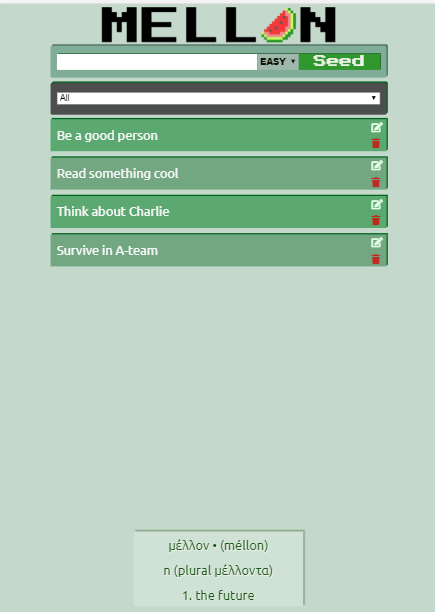 MELLON
EASY
Seed
All
Be a good person
Read something cool
Think about Charlie
Survive in A-team
μέλλον • (méllon)
n (plural μέλλοντα)
1. the future